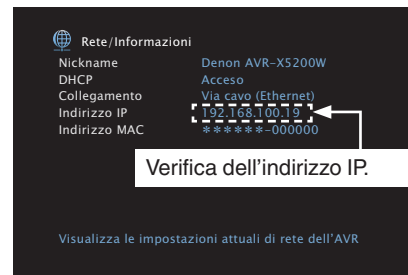 Rete/Informazioni
Nickname Denon AVR-X5200W
DHCP Acceso
Collegamento Via cavo (Ethernet)
Indirizzo IP 192.168.100.19
Indirizzo MAC ******-000000
Verifica dell'indirizzo IP.
Visualizza le impostazioni attuali di rete dell'AVR